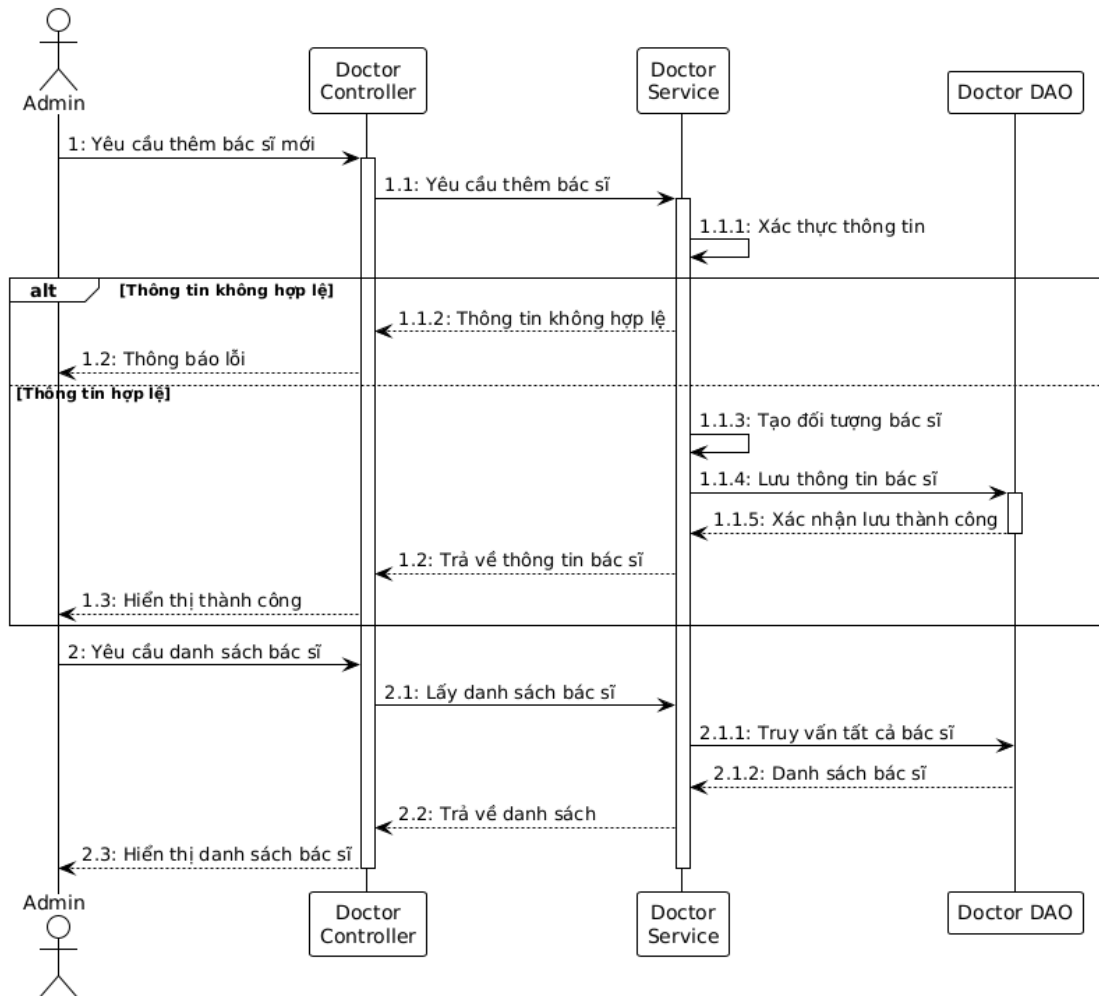 Admin
Doctor
Controller
Doctor
Service
Doctor DAO
1: Yêu cầu thêm bác sĩ mới
1.1: Yêu cầu thêm bác sĩ
1.1.1: Xác thực thông tin
alt
[Thông tin không hợp lệ]
1.1.2: Thông tin không hợp lệ
1.2: Thông báo lỗi
[Thông tin hợp lệ]
1.1.3: Tạo đối tượng bác sĩ
1.1.4: Lưu thông tin bác sĩ
1.1.5: Xác nhận lưu thành công
1.2: Trả về thông tin bác sĩ
1.3: Hiển thị thành công
2: Yêu cầu danh sách bác sĩ
2.1: Lấy danh sách bác sĩ
2.1.1: Truy vấn tất cả bác sĩ
2.1.2: Danh sách bác sĩ
2.2: Trả về danh sách
2.3: Hiển thị danh sách bác sĩ
Admin
Doctor
Controller
Doctor
Service
Doctor DAO